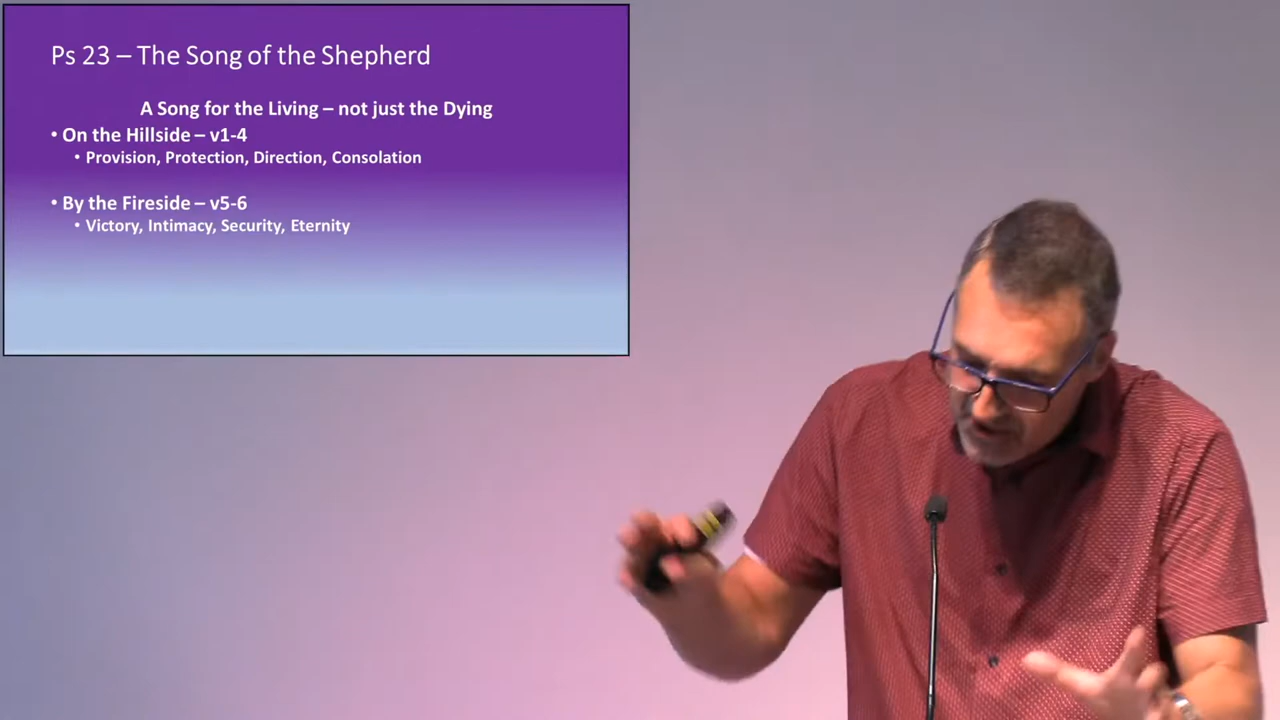 Ps 23 – The Song of the Shepherd
A Song for the Living – not just the Dying
• On the Hillside – v1-4
• Provision, Protection, Direction, Consolation
• By the Fireside – v5-6
• Victory, Intimacy, Security, Eternity